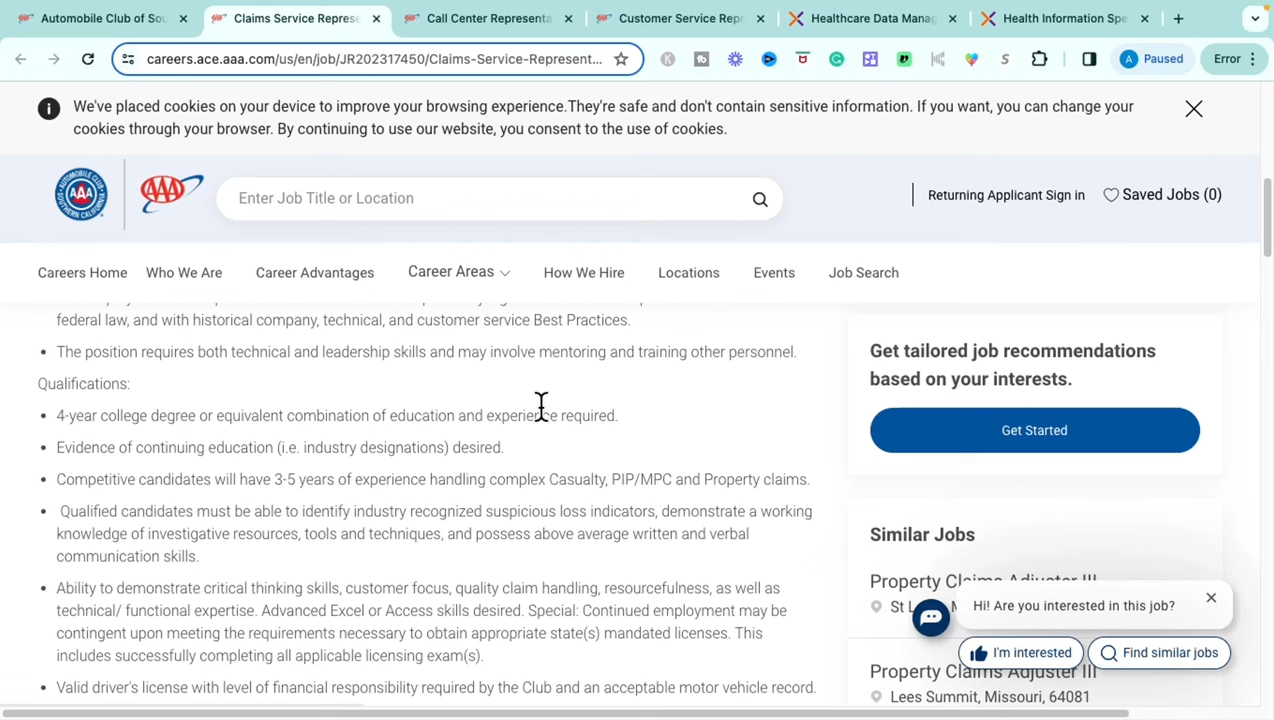 Automobile Club of Sou
Claims Service Represe
Call Center Representa
Customer Service Repr
Healthcare Data Manag
Health Information Spe
careers.ace.aaa.com/us/en/job/JR202317450/Claims-Service-Represent...
Paused
Error
We've placed cookies on your device to improve your browsing experience.They're safe and don't contain sensitive information. If you want, you can change your
cookies through your browser. By continuing to use our website, you consent to the use of cookies.
Enter Job Title or Location
Returning Applicant Sign in
Saved Jobs (0)
Careers Home
Who We Are
Career Advantages
Career Areas
How We Hire
Locations
Events
Job Search
federal law, and with historical company, technical, and customer service Best Practices.
• The position requires both technical and leadership skills and may involve mentoring and training other personnel.
Qualifications:
• 4-year college degree or equivalent combination of education and experience required.
• Evidence of continuing education (i.e. industry designations) desired.
• Competitive candidates will have 3-5 years of experience handling complex Casualty, PIP/MPC and Property claims.
• Qualified candidates must be able to identify industry recognized suspicious loss indicators, demonstrate a working
knowledge of investigative resources, tools and techniques, and possess above average written and verbal
communication skills.
• Ability to demonstrate critical thinking skills, customer focus, quality claim handling, resourcefulness, as well as
technical/ functional expertise. Advanced Excel or Access skills desired. Special: Continued employment may be
contingent upon meeting the requirements necessary to obtain appropriate state(s) mandated licenses. This
includes successfully completing all applicable licensing exam(s).
• Valid driver's license with level of financial responsibility required by the Club and an acceptable motor vehicle record.
Get tailored job recommendations
based on your interests.
Get Started
Similar Jobs
Property Claims Adjuster III
St L
Hi! Are you interested in this job?
I'm interested
Find similar jobs
Property Claims Adjuster III
Lees Summit, Missouri, 64081
AAA
AAA
A